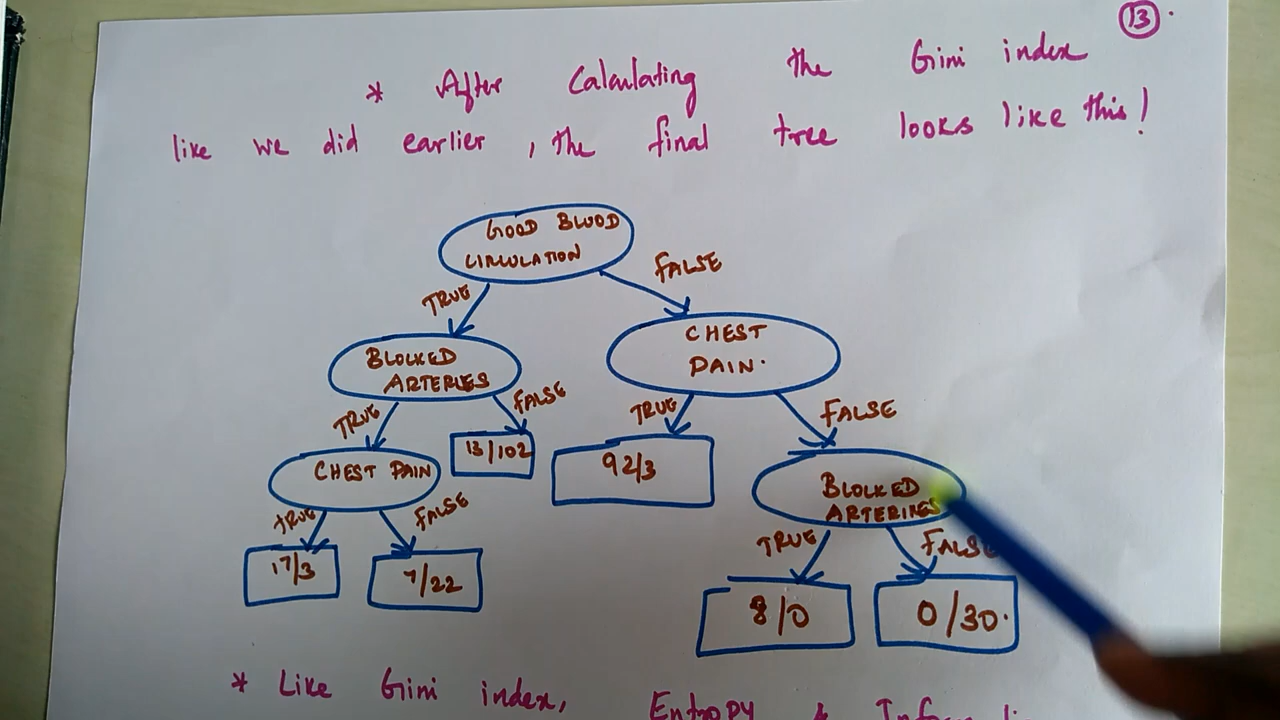 13.
* After Calculating the Gini index
like we did earlier, the final tree looks like this!
GOOD BLOOD
CIRCULATION
TRUE
FALSE
BLOCKED
ARTERIES
CHEST
PAIN.
TRUE
FALSE
TRUE
FALSE
CHEST PAIN
13/102
92/3
BLOCKED
ARTERIES
TRUE
FALSE
TRUE
FALSE
17/3
7/22
8/0
0/30.
* Like Gini index, Entropy &